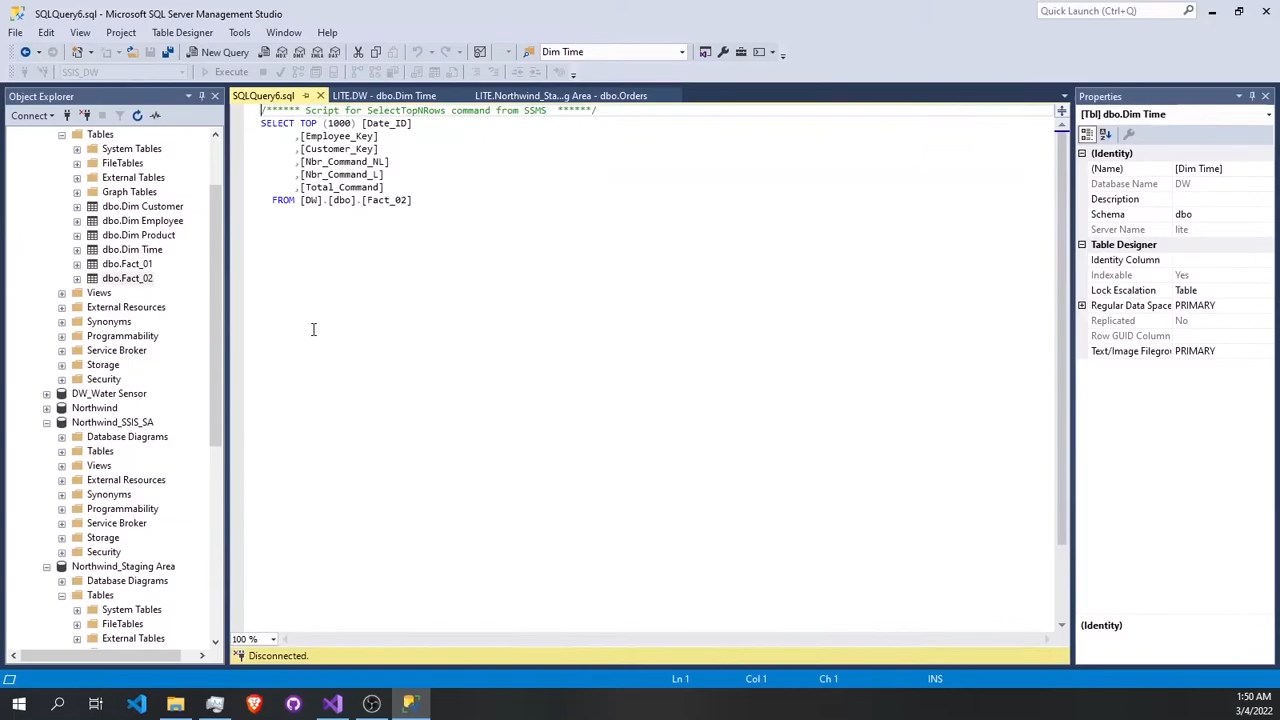 SQLQuery6.sql - Microsoft SQL Server Management Studio
Quick Launch (Ctrl+Q)
File Edit View Project Table Designer Tools Window Help
New Query
Dim Time
SSIS_DW
Execute
Object Explorer
SQLQuery6.sql
LITE.DW - dbo.Dim Time
LITE.Northwind_Sta...g Area - dbo.Orders
Properties
Connect
[Tbl] dbo.Dim Time
Tables
System Tables
FileTables
External Tables
Graph Tables
dbo.Dim Customer
dbo.Dim Employee
dbo.Dim Product
dbo.Dim Time
dbo.Fact_01
dbo.Fact_02
Views
External Resources
Synonyms
Programmability
Service Broker
Storage
Security
DW_Water Sensor
Northwind
Northwind_SSIS_SA
Database Diagrams
Tables
Views
External Resources
Synonyms
Programmability
Service Broker
Storage
Security
Northwind_Staging Area
Database Diagrams
Tables
System Tables
FileTables
External Tables
/****** Script for SelectTopNRows command from SSMS  ******/
SELECT TOP (1000) [Date_ID]
,[Employee_Key]
,[Customer_Key]
,[Nbr_Command_NL]
,[Nbr_Command_L]
,[Total_Command]
FROM [DW].[dbo].[Fact_02]
100 %
Disconnected.
(Identity)
(Name) [Dim Time]
Database Name DW
Description
Schema dbo
Server Name lite
Table Designer
Identity Column
Indexable Yes
Lock Escalation Table
Regular Data Space PRIMARY
Replicated No
Row GUID Column
Text/Image Filegrou PRIMARY
(Identity)
Ln 1 Col 1 Ch 1 INS
1:50 AM
3/4/2022